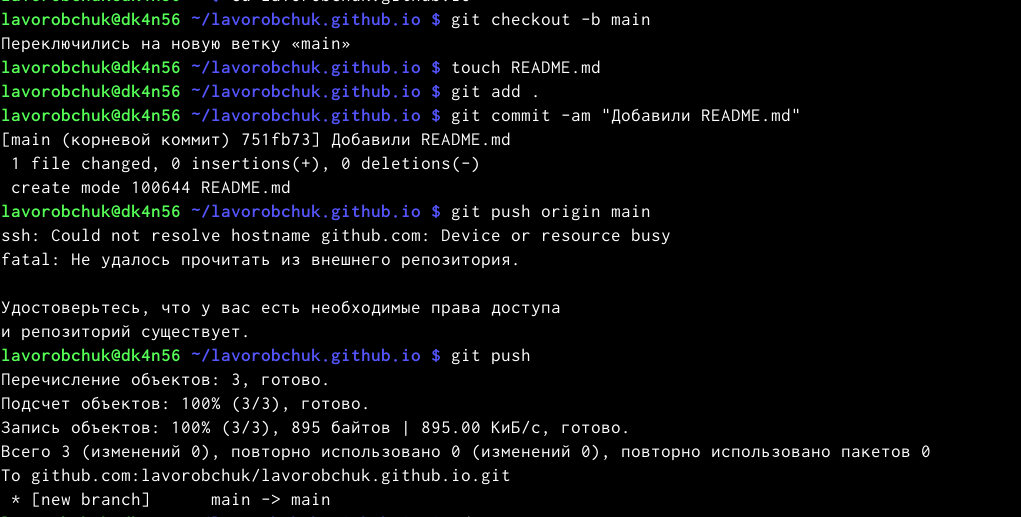 lavorobchuk@dk4n56 ~/lavorobchuk.github.io $ git checkout -b main
Переключились на новую ветку «main»
lavorobchuk@dk4n56 ~/lavorobchuk.github.io $ touch README.md
lavorobchuk@dk4n56 ~/lavorobchuk.github.io $ git add .
lavorobchuk@dk4n56 ~/lavorobchuk.github.io $ git commit -am "Добавили README.md"
[main (корневой коммит) 751fb73] Добавили README.md
 1 file changed, 0 insertions(+), 0 deletions(-)
 create mode 100644 README.md
lavorobchuk@dk4n56 ~/lavorobchuk.github.io $ git push origin main
ssh: Could not resolve hostname github.com: Device or resource busy
fatal: Не удалось прочитать из внешнего репозитория.

Удостоверьтесь, что у вас есть необходимые права доступа
и репозиторий существует.
lavorobchuk@dk4n56 ~/lavorobchuk.github.io $ git push
Перечисление объектов: 3, готово.
Подсчет объектов: 100% (3/3), готово.
Запись объектов: 100% (3/3), 895 байтов | 895.00 КиБ/с, готово.
Всего 3 (изменений 0), повторно использовано 0 (изменений 0), повторно использовано пакетов 0
To github.com:lavorobchuk/lavorobchuk.github.io.git
 * [new branch]      main -> main